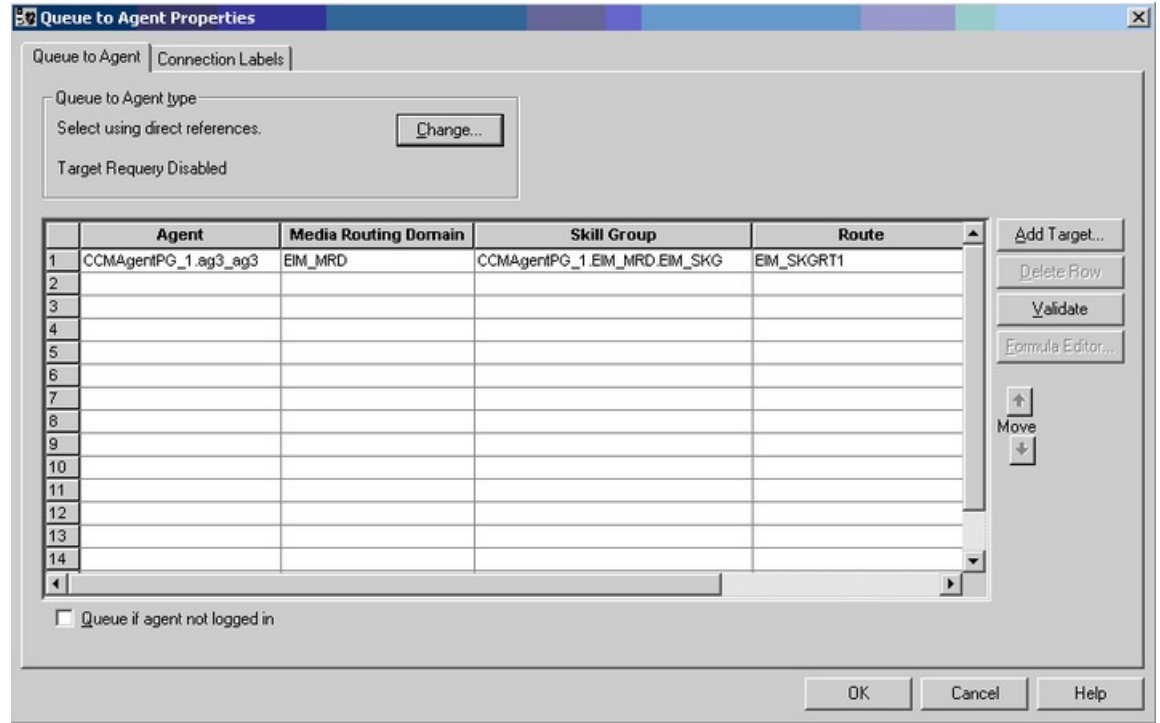 Queue to Agent Properties
Queue to Agent Connection Labels
Queue to Agent type
Select using direct references. Change...
Target Requery Disabled
Agent Media Routing Domain Skill Group Route
1 CCMAgentPG_1.ag3_ag3 EIM_MRD CCMAgentPG_1.EIM_MRD.EIM_SKG EIM_SKGRT1
2
3
4
5
6
7
8
9
10
11
12
13
14
Add Target...
Delete Row
Validate
Formula Editor...
Move
Queue if agent not logged in
OK Cancel Help